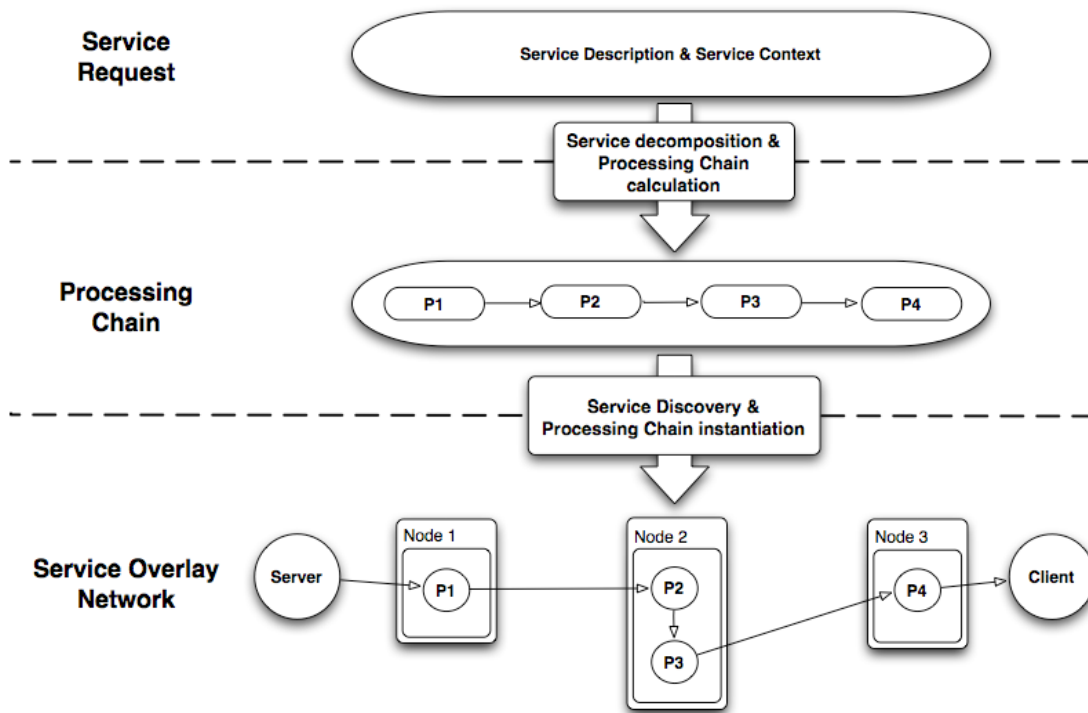 Service
Request
Service Description & Service Context
Service decomposition &
Processing Chain
calculation
Processing
Chain
P1
P2
P3
P4
Service Discovery &
Processing Chain instantiation
Service Overlay
Network
Server
Node 1
P1
Node 2
P2
P3
Node 3
P4
Client